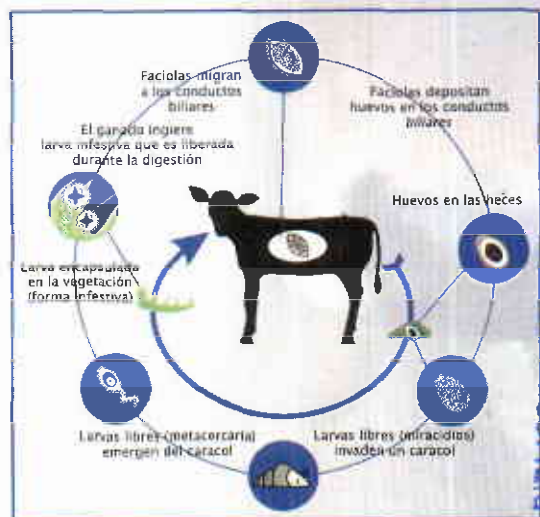 Faciolas migran
a los conductos
biliares
Faciolas depositan
huevos en los conductos
biliares
El ganado ingiere
larva infestiva que es liberada
durante la digestión
Huevos en las heces
Larva encapsulada
en la vegetación
(forma infestiva)
Larvas libres (metacercaria)
emergen del caracol
Larvas libres (miracidios)
invaden un caracol